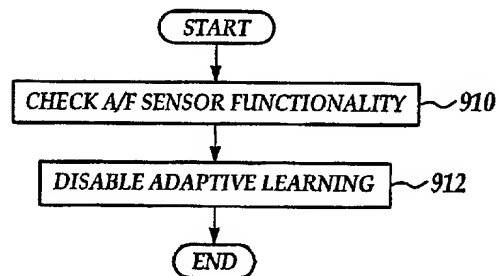 START
CHECK A/F SENSOR FUNCTIONALITY 910
DISABLE ADAPTIVE LEARNING 912
END